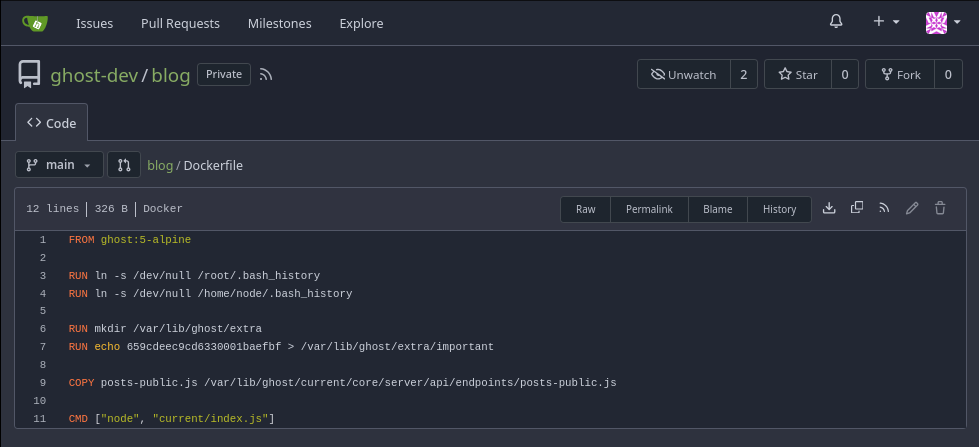 Issues Pull Requests Milestones Explore
ghost-dev/blog Private Unwatch 2 Star 0 Fork 0
Code
main blog/Dockerfile
12 lines 326 B Docker Raw Permalink Blame History
1 FROM ghost:5-alpine
2
3 RUN ln -s /dev/null /root/.bash_history
4 RUN ln -s /dev/null /home/node/.bash_history
5
6 RUN mkdir /var/lib/ghost/extra
7 RUN echo 659cdeec9cd6330001baefbf > /var/lib/ghost/extra/important
8
9 COPY posts-public.js /var/lib/ghost/current/core/server/api/endpoints/posts-public.js
10
11 CMD ["node", "current/index.js"]